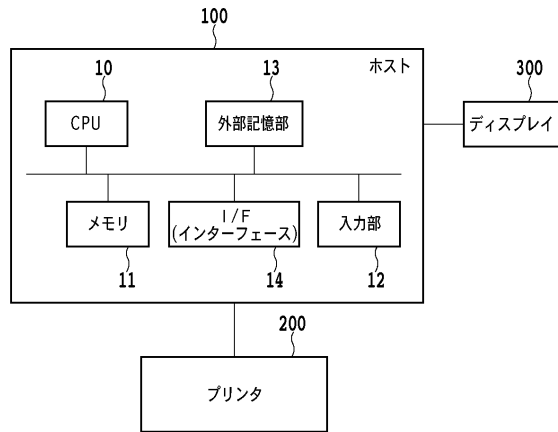 100
ホスト
10
13
300
CPU
外部記憶部
ディスプレイ
メモリ
I/F
(インターフェース)
入力部
11
14
12
200
プリンタ